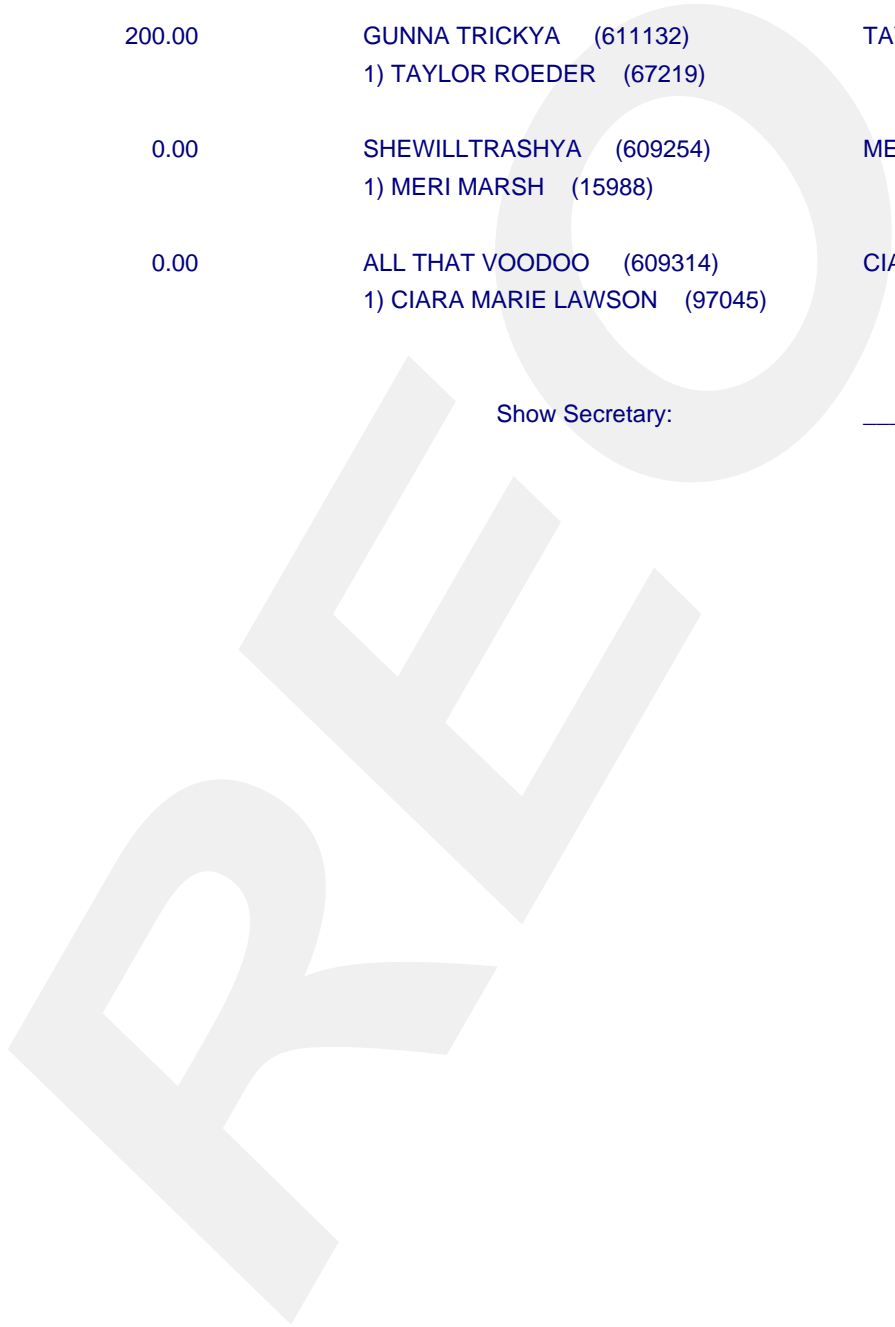 200.00 GUNNA TRICKYA (611132) TA
1) TAYLOR ROEDER (67219)
0.00 SHEWILLTRASHYA (609254) ME
1) MERI MARSH (15988)
0.00 ALL THAT VOODOO (609314) CIA
1) CIARA MARIE LAWSON (97045)
Show Secretary: ___
REO